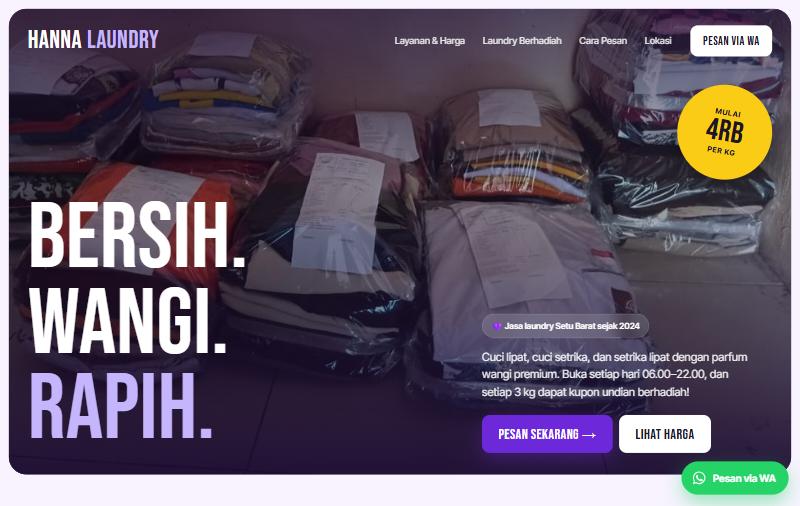 HANNA LAUNDRY
Layanan & Harga
Laundry Berhadiah
Cara Pesan
Lokasi
PESAN VIA WA
MULAI
4RB
PER KG
BERSIH.
WANGI.
RAPIH.
💜 Jasa laundry Setu Barat sejak 2024
Cuci lipat, cuci setrika, dan setrika lipat dengan parfum
wangi premium. Buka setiap hari 06.00–22.00, dan
setiap 3 kg dapat kupon undian berhadiah!
PESAN SEKARANG →
LIHAT HARGA
Pesan via WA